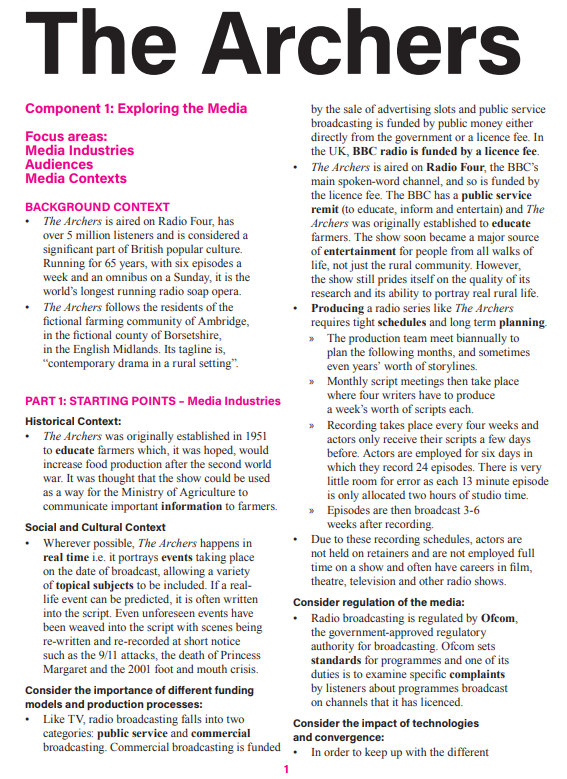 The Archers
Component 1: Exploring the Media
Focus areas:
Media Industries
Audiences
Media Contexts
BACKGROUND CONTEXT
• The Archers is aired on Radio Four, has
over 5 million listeners and is considered a
significant part of British popular culture.
Running for 65 years, with six episodes a
week and an omnibus on a Sunday, it is the
world's longest running radio soap opera.
• The Archers follows the residents of the
fictional farming community of Ambridge,
in the fictional county of Borsetshire,
in the English Midlands. Its tagline is,
"contemporary drama in a rural setting".
PART 1: STARTING POINTS – Media Industries
Historical Context:
• The Archers was originally established in 1951
to educate farmers which, it was hoped, would
increase food production after the second world
war. It was thought that the show could be used
as a way for the Ministry of Agriculture to
communicate important information to farmers.
Social and Cultural Context
• Wherever possible, The Archers happens in
real time i.e. it portrays events taking place
on the date of broadcast, allowing a variety
of topical subjects to be included. If a real-
life event can be predicted, it is often written
into the script. Even unforeseen events have
been weaved into the script with scenes being
re-written and re-recorded at short notice
such as the 9/11 attacks, the death of Princess
Margaret and the 2001 foot and mouth crisis.
Consider the importance of different funding
models and production processes:
• Like TV, radio broadcasting falls into two
categories: public service and commercial
broadcasting. Commercial broadcasting is funded
by the sale of advertising slots and public service
broadcasting is funded by public money either
directly from the government or a licence fee. In
the UK, BBC radio is funded by a licence fee.
• The Archers is aired on Radio Four, the BBC's
main spoken-word channel, and so is funded by
the licence fee. The BBC has a public service
remit (to educate, inform and entertain) and The
Archers was originally established to educate
farmers. The show soon became a major source
of entertainment for people from all walks of
life, not just the rural community. However,
the show still prides itself on the quality of its
research and its ability to portray real rural life.
• Producing a radio series like The Archers
requires tight schedules and long term planning.
» The production team meet biannually to
plan the following months, and sometimes
even years' worth of storylines.
» Monthly script meetings then take place
where four writers have to produce
a week's worth of scripts each.
» Recording takes place every four weeks and
actors only receive their scripts a few days
before. Actors are employed for six days in
which they record 24 episodes. There is very
little room for error as each 13 minute episode
is only allocated two hours of studio time.
» Episodes are then broadcast 3-6
weeks after recording.
• Due to these recording schedules, actors are
not held on retainers and are not employed full
time on a show and often have careers in film,
theatre, television and other radio shows.
Consider regulation of the media:
• Radio broadcasting is regulated by Ofcom,
the government-approved regulatory
authority for broadcasting. Ofcom sets
standards for programmes and one of its
duties is to examine specific complaints
by listeners about programmes broadcast
on channels that it has licenced.
Consider the impact of technologies
and convergence:
• In order to keep up with the different
1